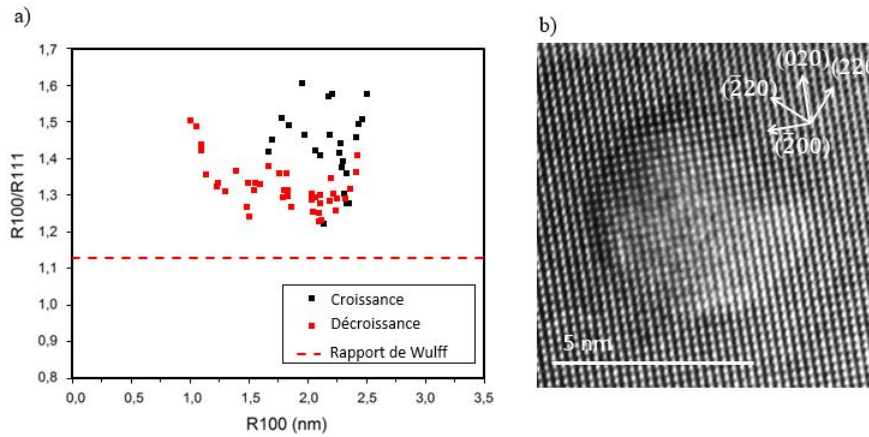 a)
1,7
1,6
1,5
1,4
1,3
1,2
1,1
1,0
0,9
0,8
R100/R111
0,0 0,5 1,0 1,5 2,0 2,5 3,0 3,5
R100 (nm)
Croissance
Décroissance
Rapport de Wulff
b)
(020)
(220
(2̅20)
(2̅00)
5 nm